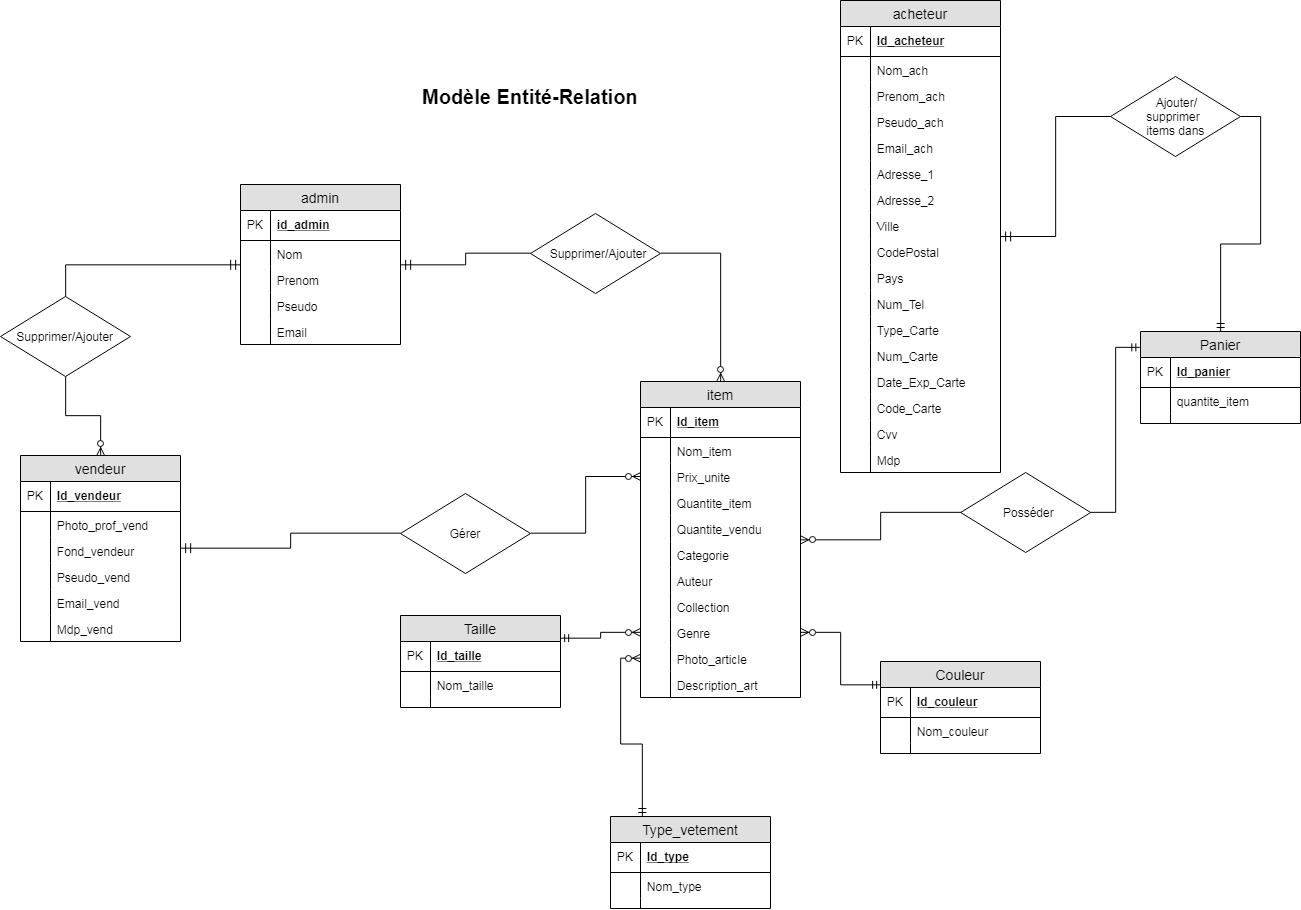 acheteur
PK Id_acheteur
Nom_ach
Prenom_ach
Pseudo_ach
Email_ach
Adresse_1
Adresse_2
Ville
CodePostal
Pays
Num_Tel
Type_Carte
Num_Carte
Date_Exp_Carte
Code_Carte
Cvv
Mdp
Modèle Entité-Relation
Ajouter/
supprimer
items dans
admin
PK id_admin
Nom
Prenom
Pseudo
Email
Supprimer/Ajouter
Supprimer/Ajouter
Panier
PK Id_panier
quantite_item
item
PK Id_item
Nom_item
Prix_unite
Quantite_item
Quantite_vendu
Categorie
Auteur
Collection
Genre
Photo_article
Description_art
vendeur
PK Id_vendeur
Photo_prof_vend
Fond_vendeur
Pseudo_vend
Email_vend
Mdp_vend
Gérer
Posséder
Taille
PK Id_taille
Nom_taille
Couleur
PK Id_couleur
Nom_couleur
Type_vetement
PK Id_type
Nom_type